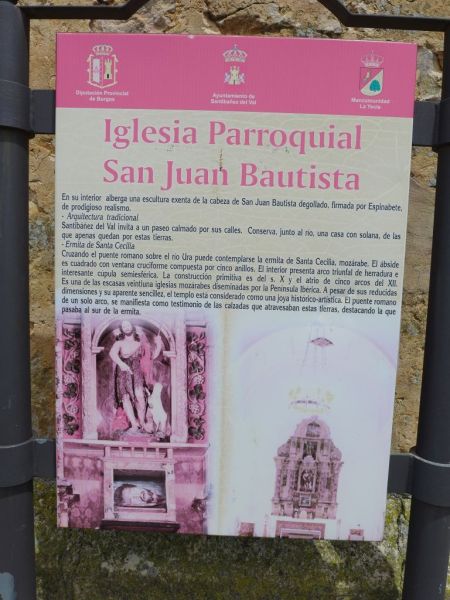 Diputación Provincial
de Burgos
Ayuntamiento de
Santibáñez del Val
Mancomunidad
La Yecla
Iglesia Parroquial
San Juan Bautista
En su interior alberga una escultura exenta de la cabeza de San Juan Bautista degollado, firmada por Espinabete,
de prodigioso realismo.
- Arquitectura tradicional
Santibáñez del Val invita a un paseo calmado por sus calles. Conserva, junto al río, una casa con solana, de las
que apenas quedan por estas tierras.
- Ermita de Santa Cecilia
Cruzando el puente romano sobre el río Ura puede contemplarse la ermita de Santa Cecilia, mozárabe. El ábside
es cuadrado con ventana cruciforme compuesta por cinco anillos. El interior presenta arco triunfal de herradura e
interesante cupula semiesférica. La construcción primitiva es del s. X y el atrio de cinco arcos del XII.
Es una de las escasas veintiuna iglesias mozárabes diseminadas por la Península Ibérica. A pesar de sus reducidas
dimensiones y su aparente sencillez, el templo está considerado como una joya histórico-artística. El puente romano
de un solo arco, se manifiesta como testimonio de las calzadas que atravesaban estas tierras, destacando la que
pasaba al sur de la ermita.